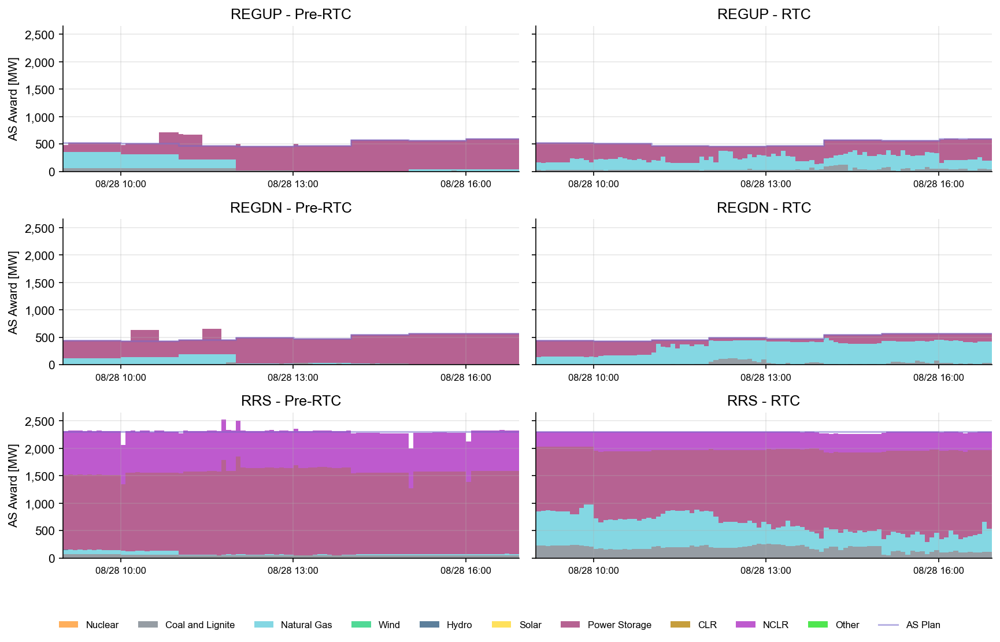 REGUP - Pre-RTC
REGUP - RTC
AS Award [MW]
2,500
2,000
1,500
1,000
500
0
08/28 10:00
08/28 13:00
08/28 16:00
08/28 10:00
08/28 13:00
08/28 16:00
REGDN - Pre-RTC
REGDN - RTC
AS Award [MW]
2,500
2,000
1,500
1,000
500
0
08/28 10:00
08/28 13:00
08/28 16:00
08/28 10:00
08/28 13:00
08/28 16:00
RRS - Pre-RTC
RRS - RTC
AS Award [MW]
2,500
2,000
1,500
1,000
500
0
08/28 10:00
08/28 13:00
08/28 16:00
08/28 10:00
08/28 13:00
08/28 16:00
Nuclear
Coal and Lignite
Natural Gas
Wind
Hydro
Solar
Power Storage
CLR
NCLR
Other
AS Plan